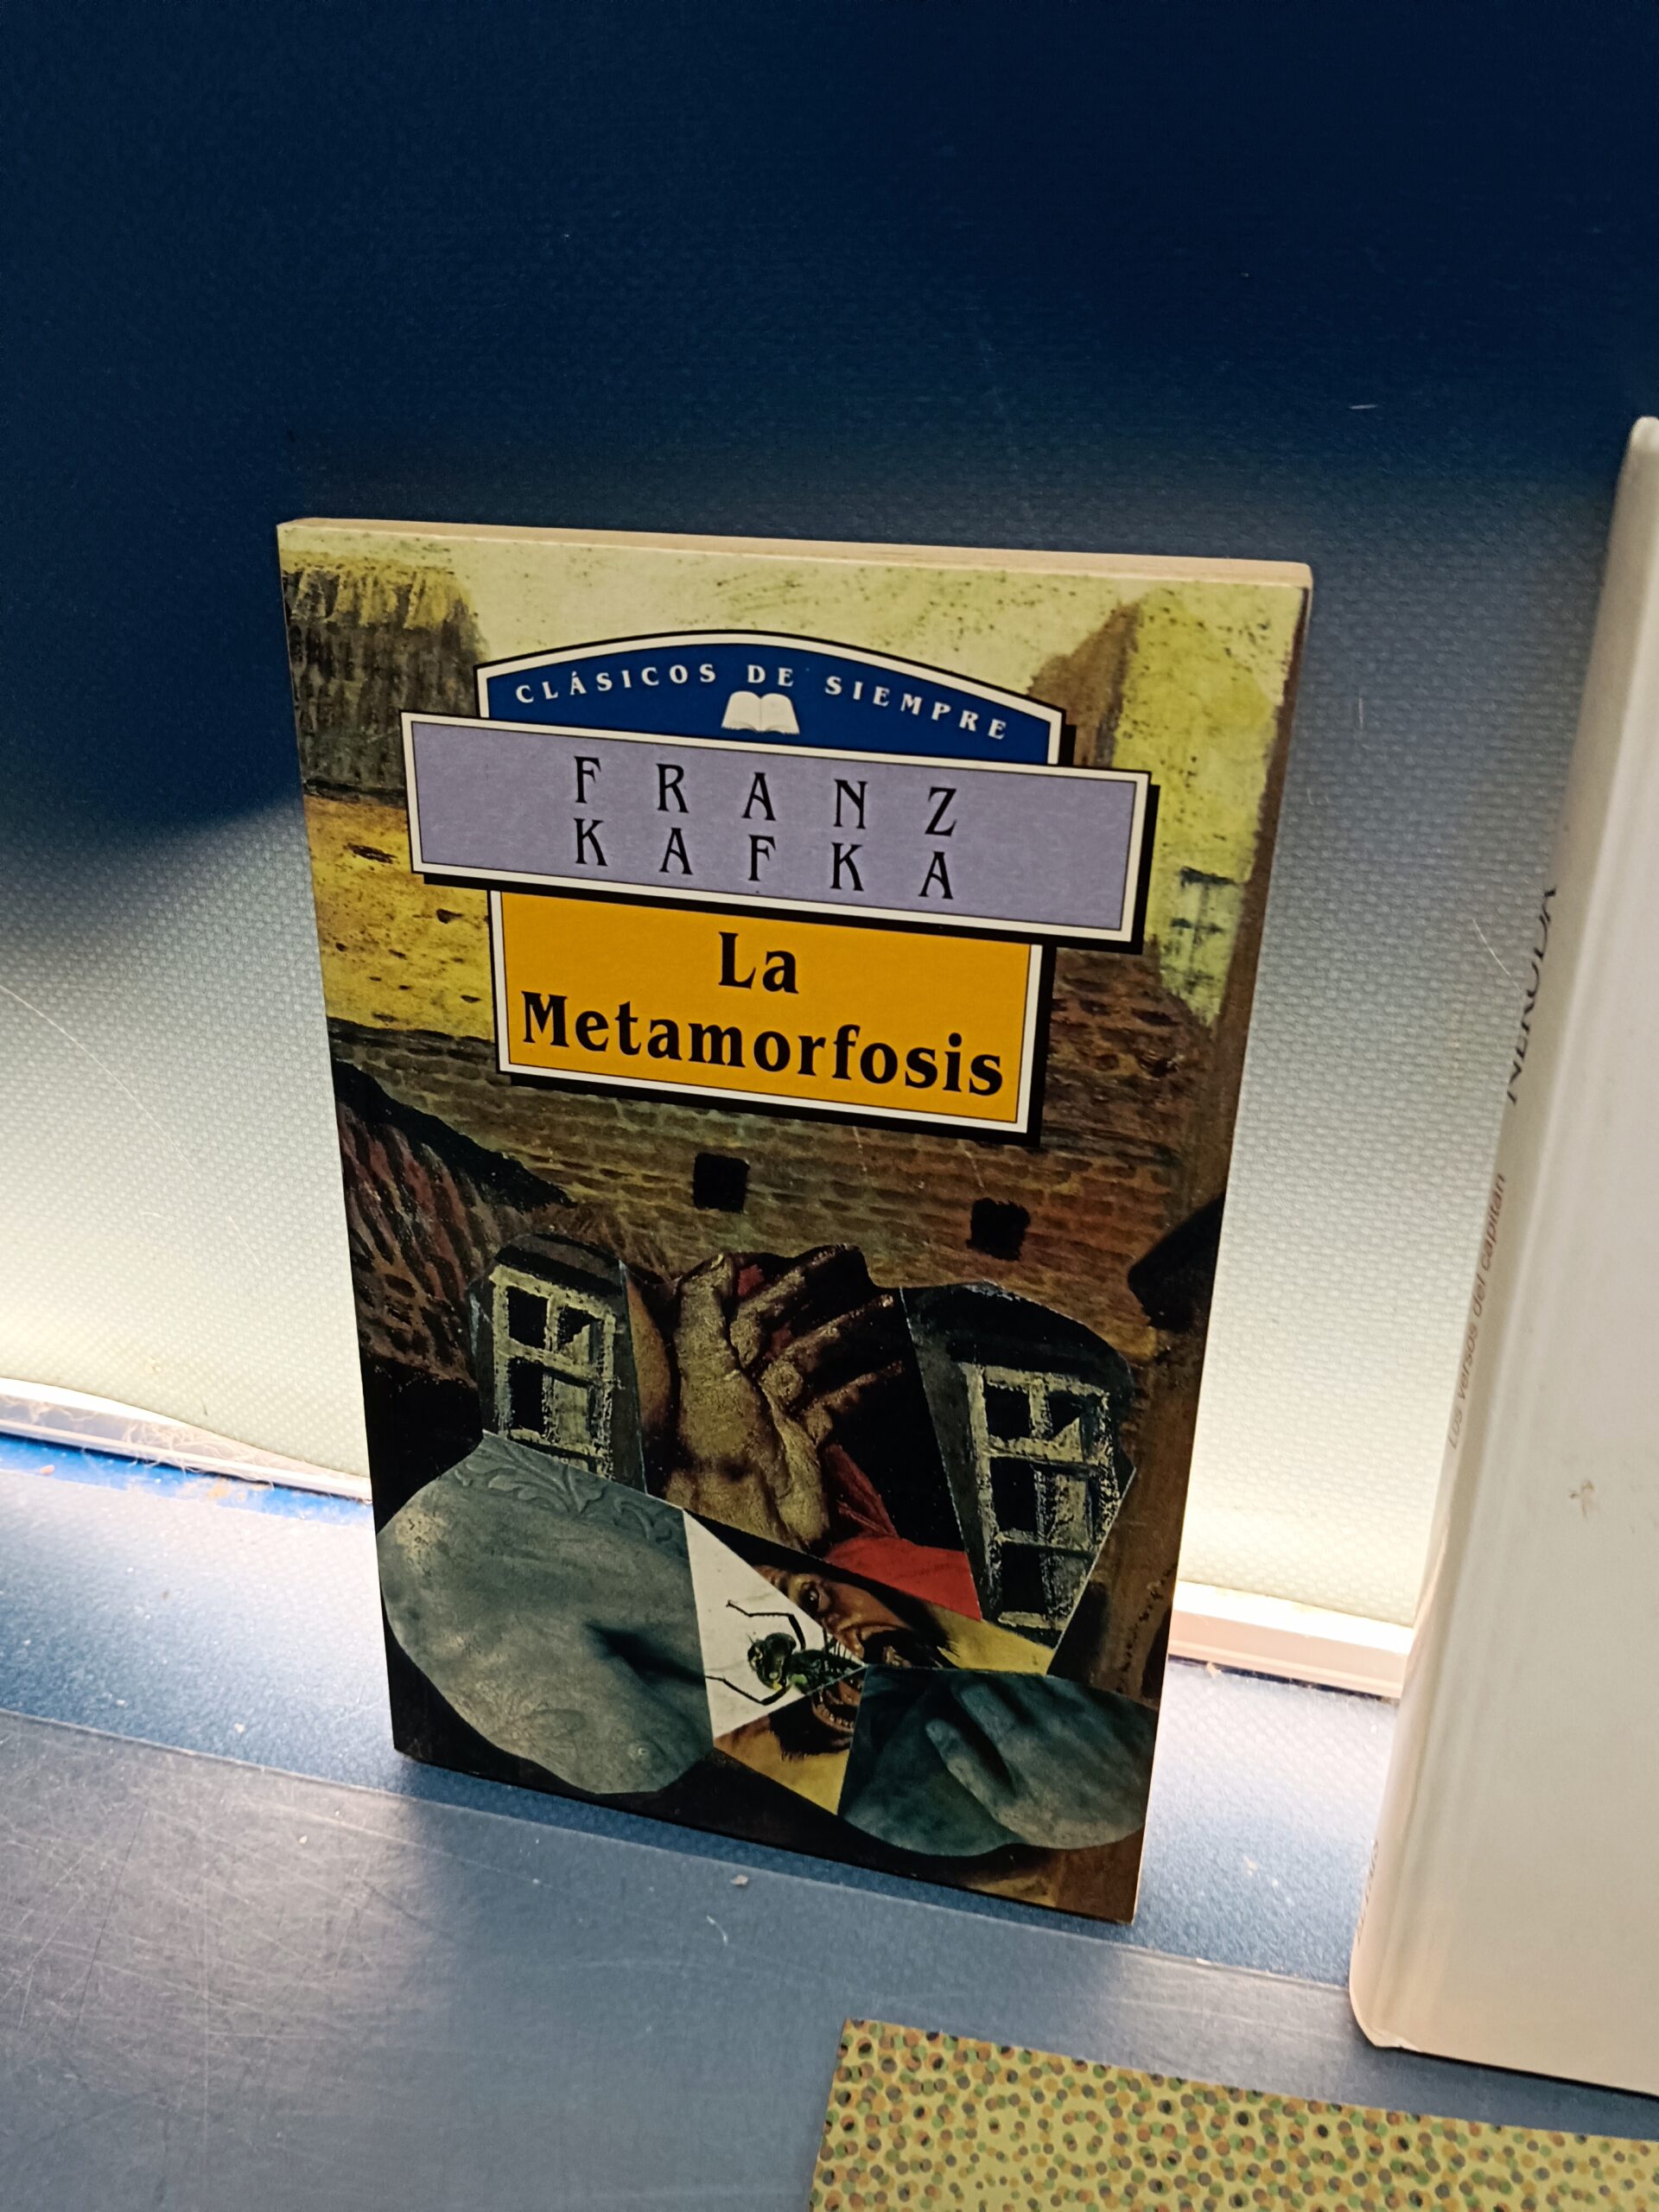 CLÁSICOS DE SIEMPRE
FRANZ
KAFKA
La
Metamorfosis
Los versos del capitán NERUDA